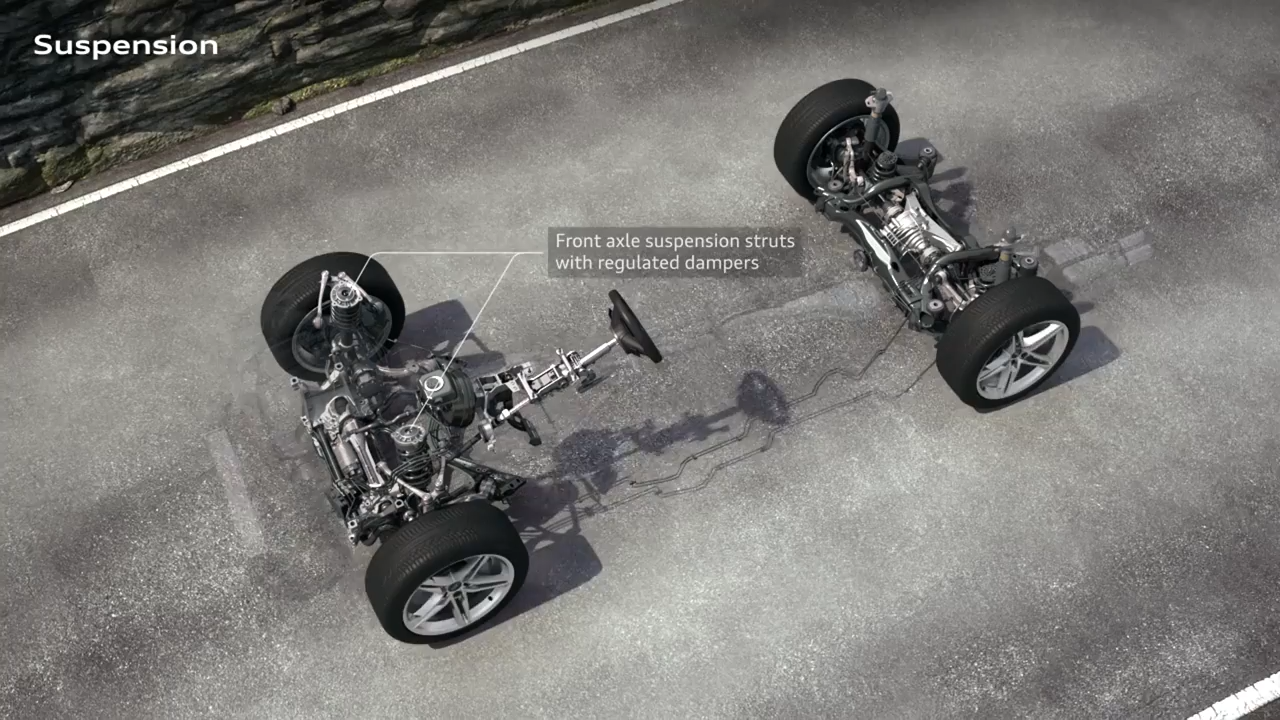 Suspension
Front axle suspension struts
with regulated dampers